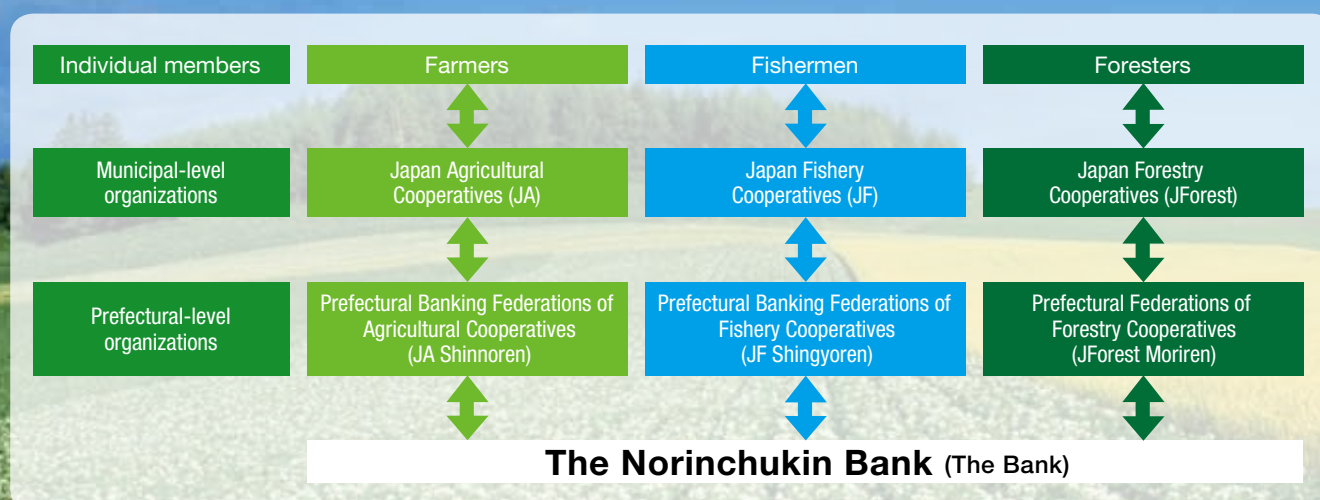 Individual members
Farmers
Fishermen
Foresters
Municipal-level
organizations
Japan Agricultural
Cooperatives (JA)
Japan Fishery
Cooperatives (JF)
Japan Forestry
Cooperatives (JForest)
Prefectural-level
organizations
Prefectural Banking Federations of
Agricultural Cooperatives
(JA Shinnoren)
Prefectural Banking Federations of
Fishery Cooperatives
(JF Shingyoren)
Prefectural Federations of
Forestry Cooperatives
(JForest Moriren)
The Norinchukin Bank (The Bank)